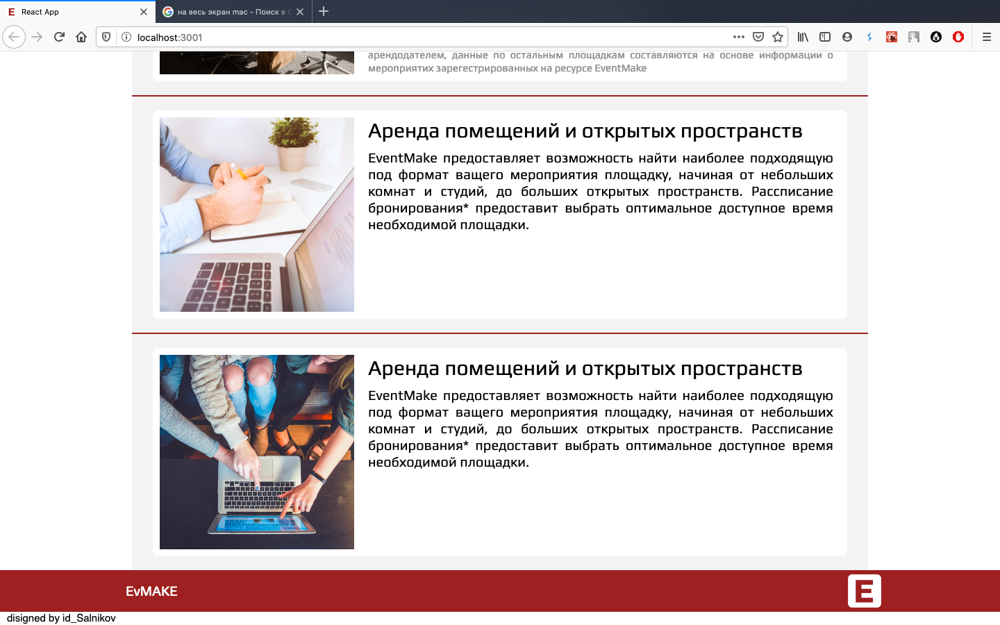 React App
на весь экран mac - Поиск в G
localhost:3001
арендодателем, данные по остальным площадкам составляются на основе информации о
мероприятих зарегестрированных на ресурсе EventMake
Аренда помещений и открытых пространств
EventMake предоставляет возможность найти наиболее подходящую
под формат ващего мероприятия площадку, начиная от небольших
комнат и студий, до больших открытых пространств. Рассписание
бронирования* предоставит выбрать оптимальное доступное время
необходимой площадки.
Аренда помещений и открытых пространств
EventMake предоставляет возможность найти наиболее подходящую
под формат ващего мероприятия площадку, начиная от небольших
комнат и студий, до больших открытых пространств. Рассписание
бронирования* предоставит выбрать оптимальное доступное время
необходимой площадки.
EvMAKE
E
disigned by id_Salnikov